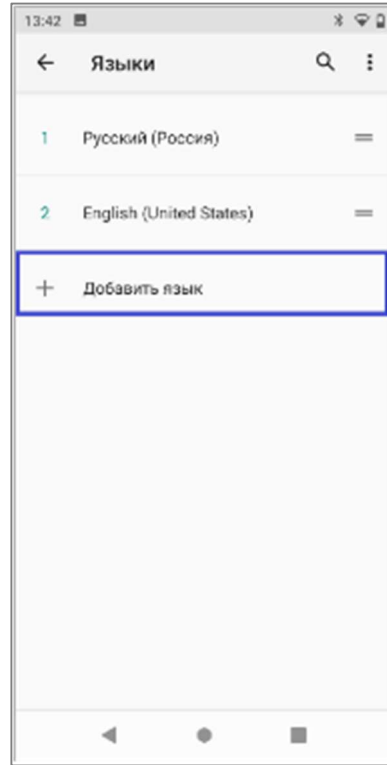 13:42
Языки
1 Русский (Россия)
2 English (United States)
+ Добавить язык